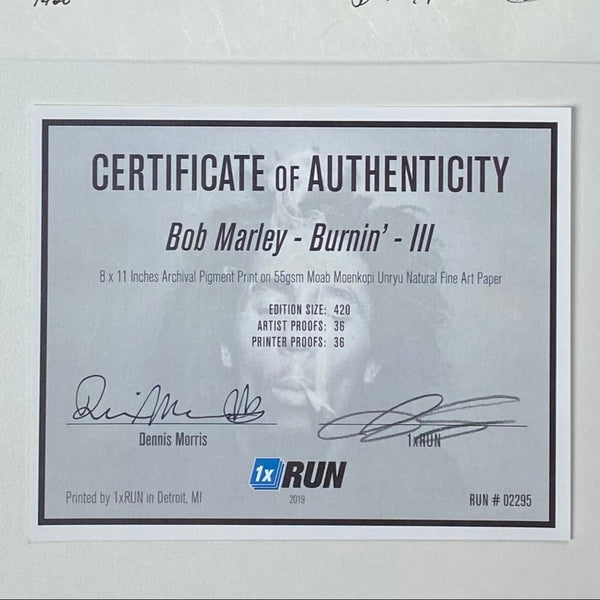 CERTIFICATE OF AUTHENTICITY
Bob Marley - Burnin' - III
8 x 11 Inches Archival Pigment Print on 55gsm Moab Moenkopi Unryu Natural Fine Art Paper
EDITION SIZE: 420
ARTIST PROOFS: 36
PRINTER PROOFS: 36
Dennis Morris
1xRUN
1x RUN
Printed by 1xRUN in Detroit, MI
2019
RUN # 02295